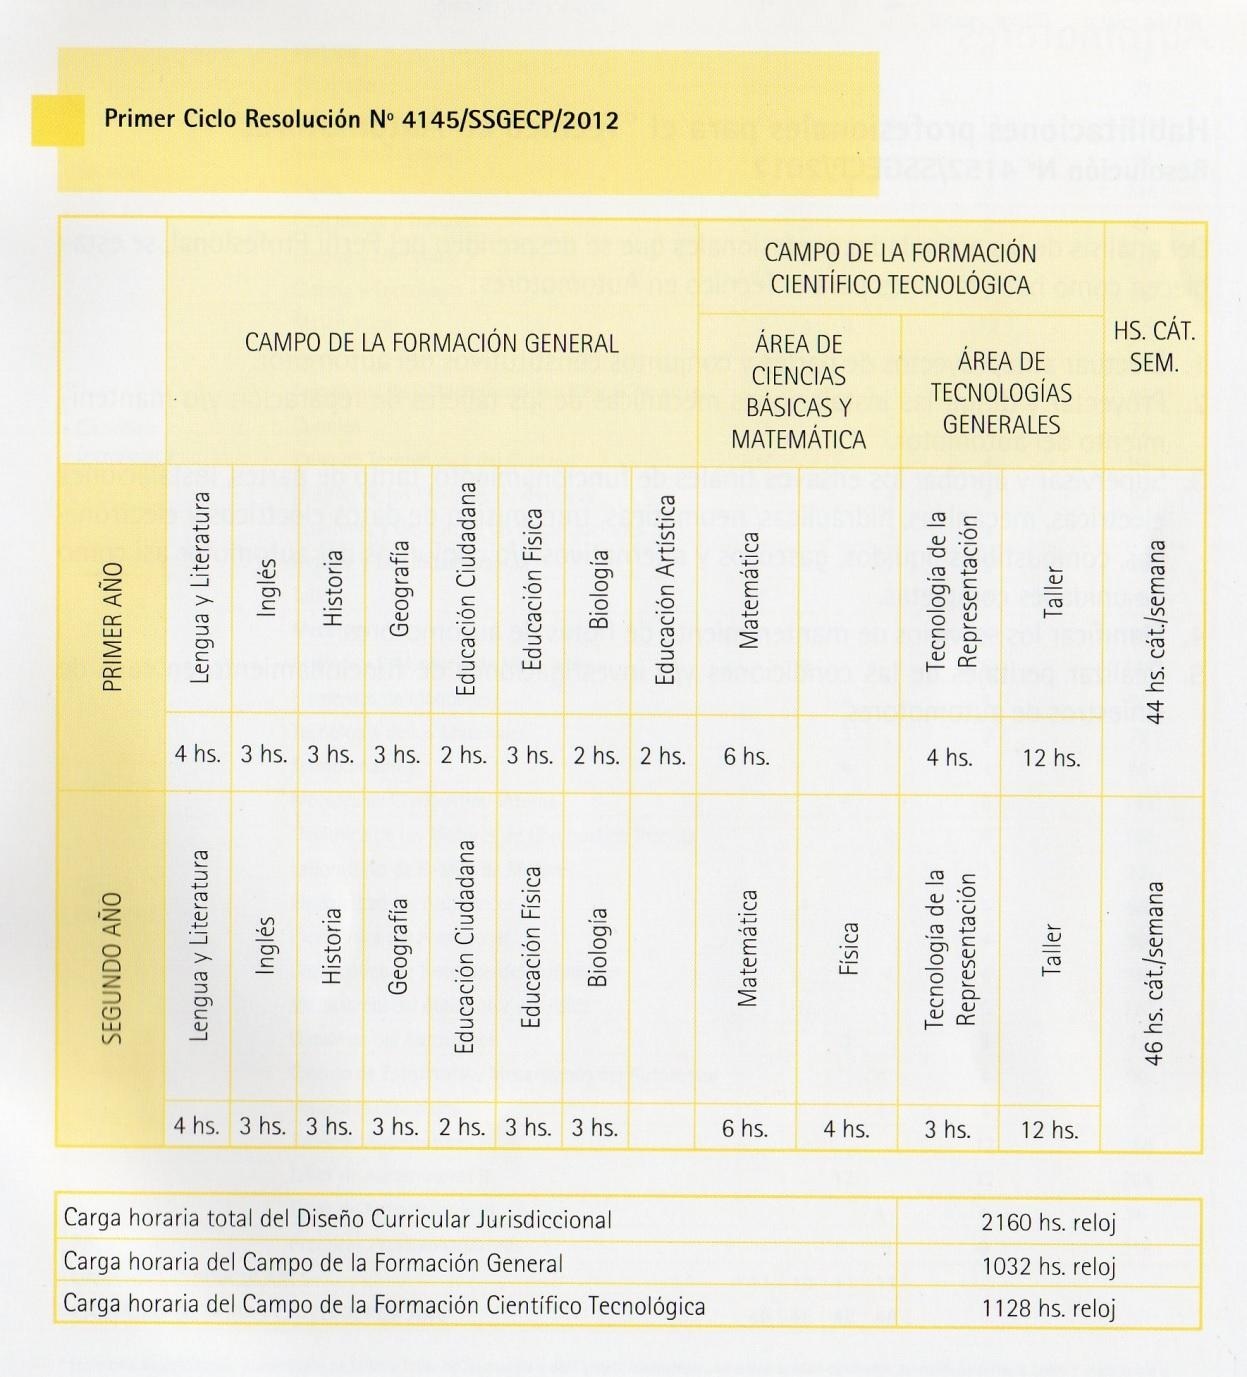 Primer Ciclo Resolución Nº 4145/SSGECP/2012
CAMPO DE LA FORMACIÓN GENERAL
CAMPO DE LA FORMACIÓN
CIENTÍFICO TECNOLÓGICA
ÁREA DE
CIENCIAS
BÁSICAS Y
MATEMÁTICA
ÁREA DE
TECNOLOGÍAS
GENERALES
HS. CÁT.
SEM.
PRIMER AÑO
Lengua y Literatura
Inglés
Historia
Geografía
Educación Ciudadana
Educación Física
Biología
Educación Artística
Matemática
Tecnología de la
Representación
Taller
44 hs. cát./semana
4 hs. 3 hs. 3 hs. 3 hs. 2 hs. 3 hs. 2 hs. 2 hs. 6 hs. 4 hs. 12 hs.
SEGUNDO AÑO
Lengua y Literatura
Inglés
Historia
Geografía
Educación Ciudadana
Educación Física
Biología
Matemática
Física
Tecnología de la
Representación
Taller
46 hs. cát./semana
4 hs. 3 hs. 3 hs. 3 hs. 2 hs. 3 hs. 3 hs. 6 hs. 4 hs. 3 hs. 12 hs.
Carga horaria total del Diseño Curricular Jurisdiccional 2160 hs. reloj
Carga horaria del Campo de la Formación General 1032 hs. reloj
Carga horaria del Campo de la Formación Científico Tecnológica 1128 hs. reloj